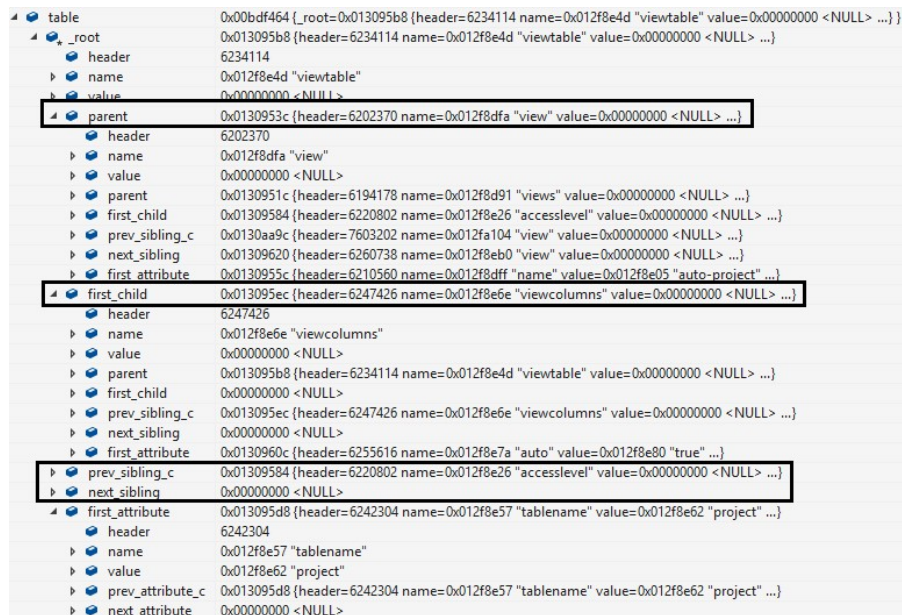 table 0x00bdf464 {_root=0x013095b8 {header=6234114 name=0x012f8e4d "viewtable" value=0x00000000 <NULL> ...} }
_root 0x013095b8 {header=6234114 name=0x012f8e4d "viewtable" value=0x00000000 <NULL> ...}
header 6234114
name 0x012f8e4d "viewtable"
value 0x00000000 <NULL>
parent 0x0130953c {header=6202370 name=0x012f8dfa "view" value=0x00000000 <NULL> ...}
header 6202370
name 0x012f8dfa "view"
value 0x00000000 <NULL>
parent 0x0130951c {header=6194178 name=0x012f8d91 "views" value=0x00000000 <NULL> ...}
first_child 0x01309584 {header=6220802 name=0x012f8e26 "accesslevel" value=0x00000000 <NULL> ...}
prev_sibling_c 0x0130aa9c {header=7603202 name=0x012fa104 "view" value=0x00000000 <NULL> ...}
next_sibling 0x01309620 {header=6260738 name=0x012f8eb0 "view" value=0x00000000 <NULL> ...}
first_attribute 0x0130955c {header=6210560 name=0x012f8dff "name" value=0x012f8e05 "auto-project" ...}
first_child 0x013095ec {header=6247426 name=0x012f8e6e "viewcolumns" value=0x00000000 <NULL> ...}
header 6247426
name 0x012f8e6e "viewcolumns"
value 0x00000000 <NULL>
parent 0x013095b8 {header=6234114 name=0x012f8e4d "viewtable" value=0x00000000 <NULL> ...}
first_child 0x00000000 <NULL>
prev_sibling_c 0x013095ec {header=6247426 name=0x012f8e6e "viewcolumns" value=0x00000000 <NULL> ...}
next_sibling 0x00000000 <NULL>
first_attribute 0x0130960c {header=6255616 name=0x012f8e7a "auto" value=0x012f8e80 "true" ...}
prev_sibling_c 0x01309584 {header=6220802 name=0x012f8e26 "accesslevel" value=0x00000000 <NULL> ...}
next_sibling 0x00000000 <NULL>
first_attribute 0x013095d8 {header=6242304 name=0x012f8e57 "tablename" value=0x012f8e62 "project" ...}
header 6242304
name 0x012f8e57 "tablename"
value 0x012f8e62 "project"
prev_attribute_c 0x013095d8 {header=6242304 name=0x012f8e57 "tablename" value=0x012f8e62 "project" ...}
next_attribute 0x00000000 <NULL>